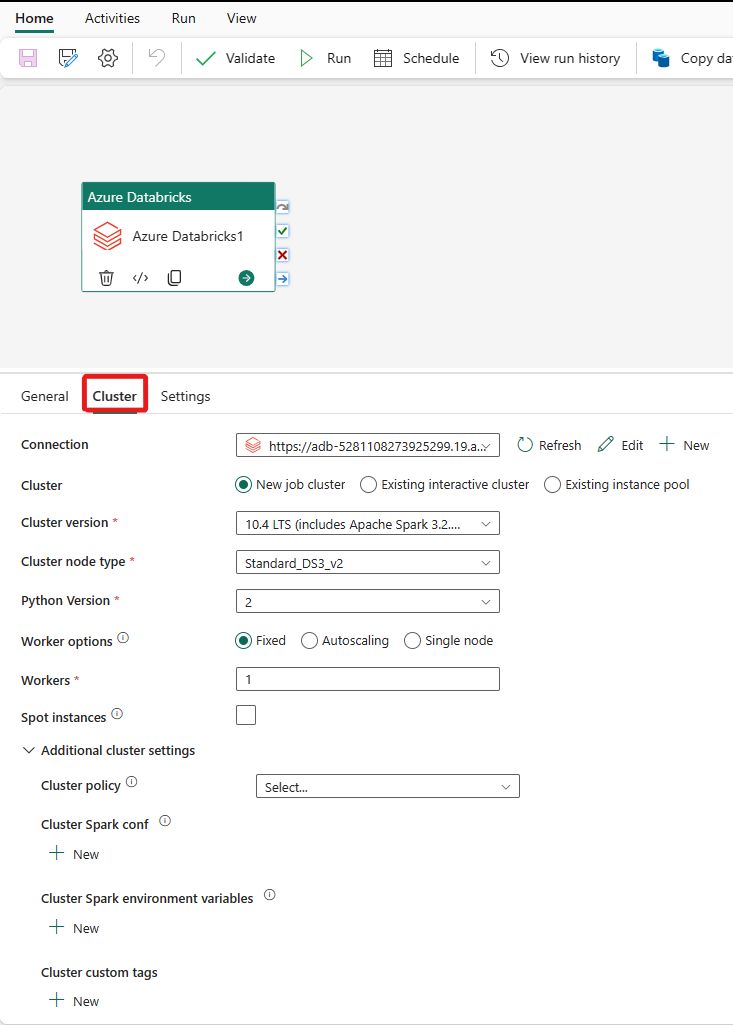 Home Activities Run View
Validate Run Schedule View run history Copy da
Azure Databricks
Azure Databricks1
General Cluster Settings
Connection https://adb-5281108273925299.19.a... Refresh Edit New
Cluster New job cluster Existing interactive cluster Existing instance pool
Cluster version * 10.4 LTS (includes Apache Spark 3.2....
Cluster node type * Standard_DS3_v2
Python Version * 2
Worker options Fixed Autoscaling Single node
Workers * 1
Spot instances
Additional cluster settings
Cluster policy Select...
Cluster Spark conf
New
Cluster Spark environment variables
New
Cluster custom tags
New